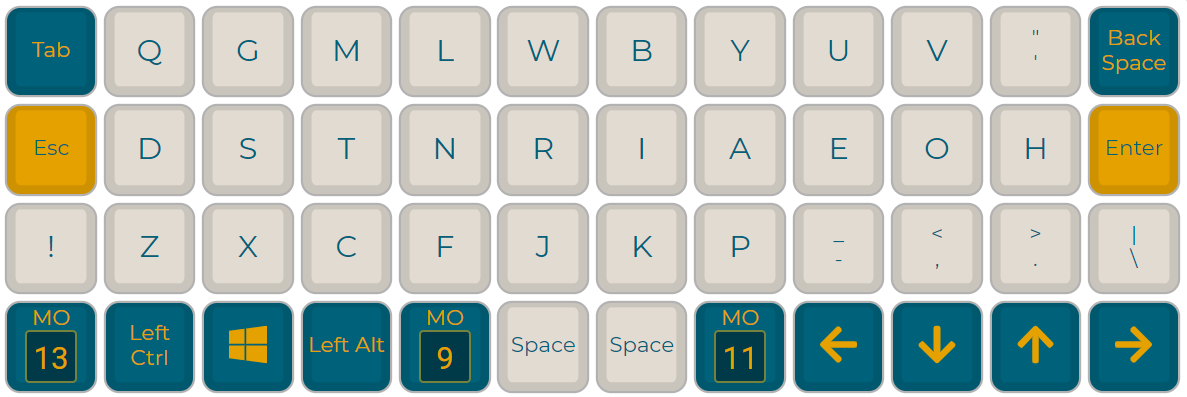 Tab Q G M L W B Y U V " ' Back Space
Esc D S T N R I A E O H Enter
! Z X C F J K P _ - < , > . | \
MO 13 Left Ctrl Left Alt MO 9 Space Space MO 11